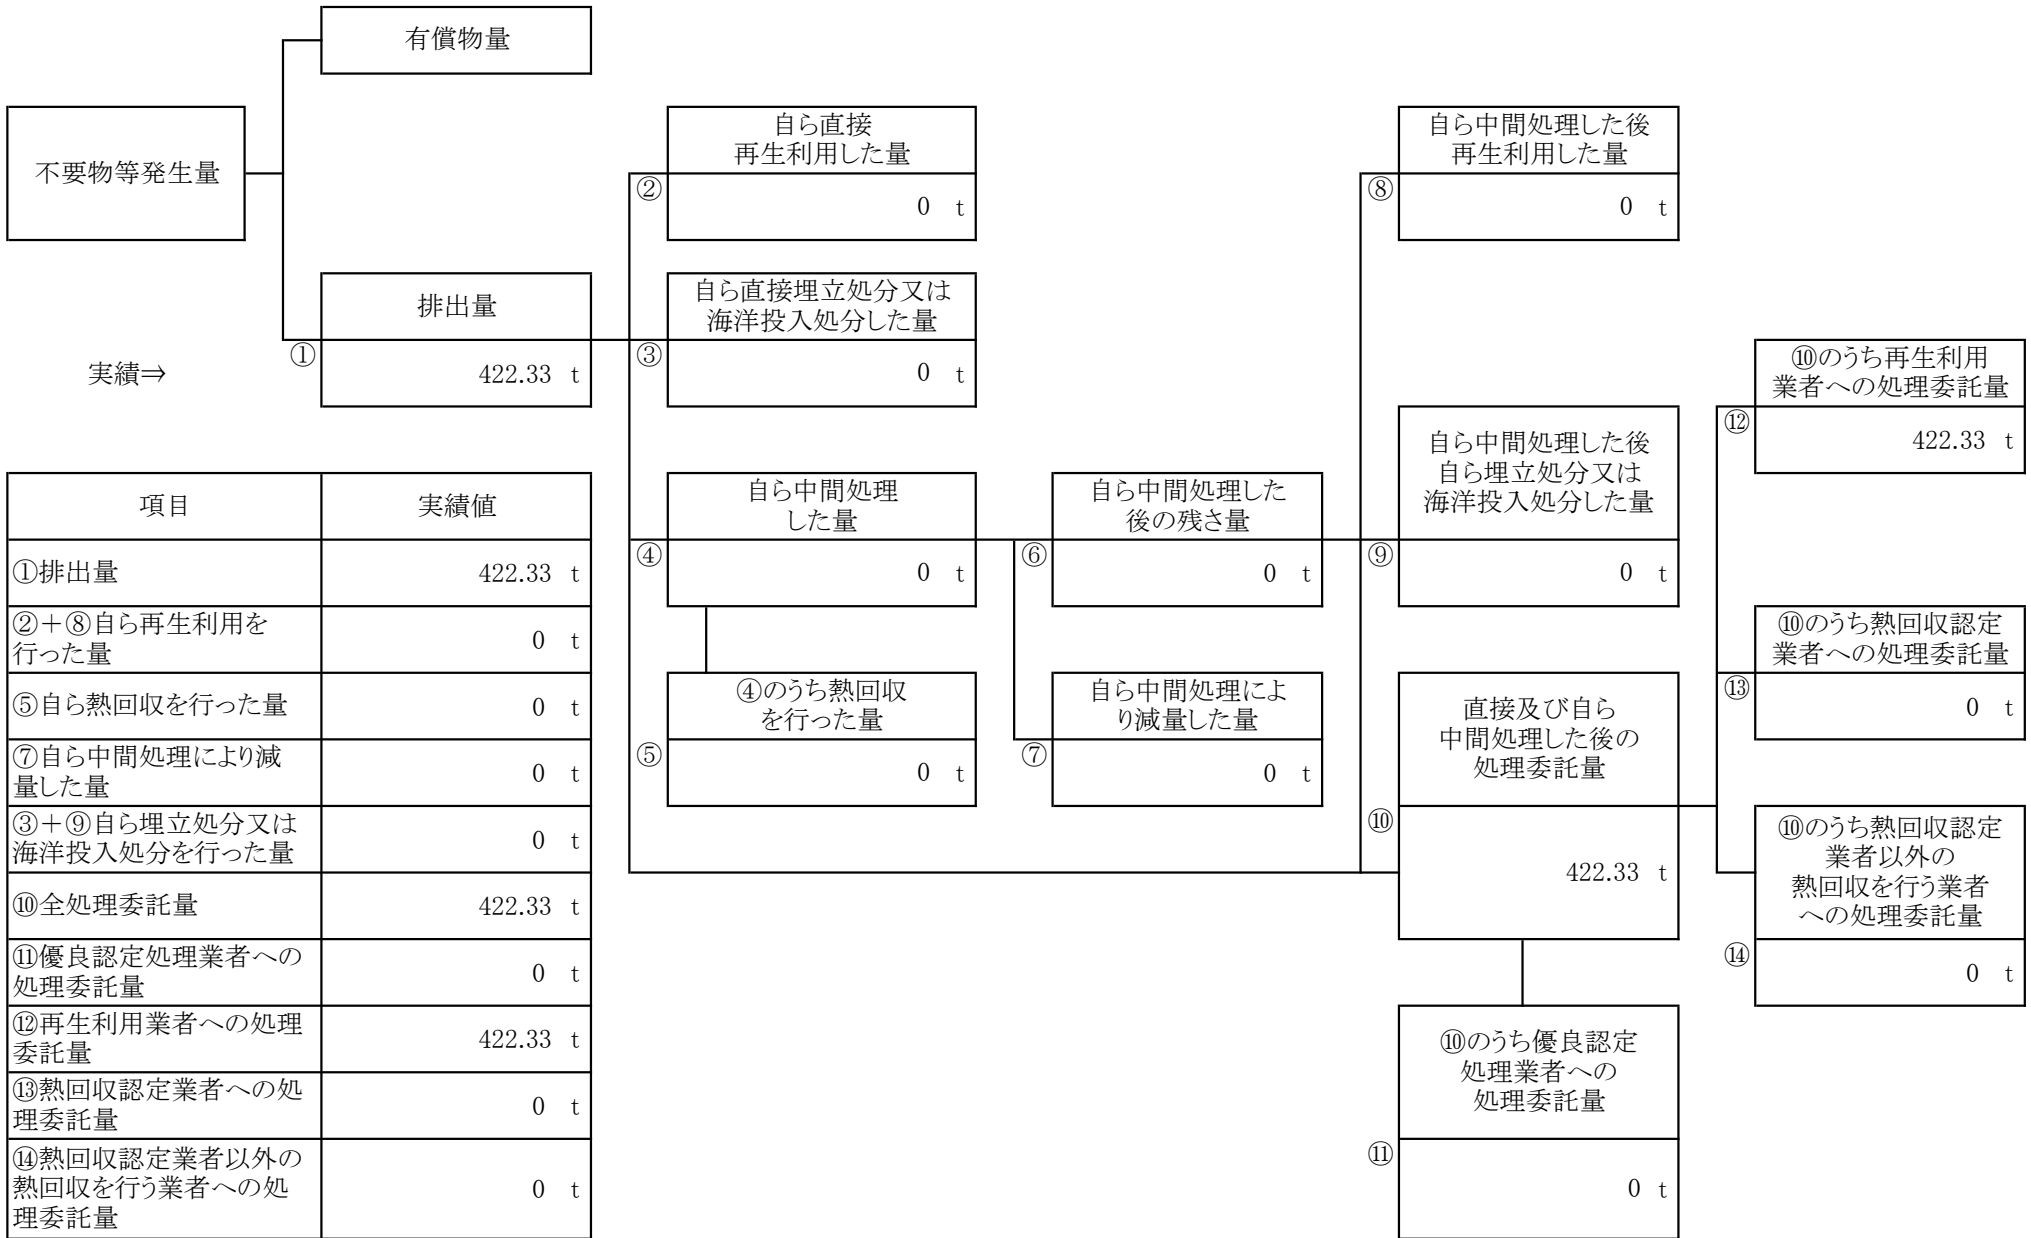 有償物量
不要物等発生量
排出量
①
422.33 t
実績⇒
自ら直接
再生利用した量
②
0 t
自ら直接埋立処分又は
海洋投入処分した量
③
0 t
自ら中間処理
した量
④
0 t
④のうち熱回収
を行った量
⑤
0 t
自ら中間処理した
後の残さ量
⑥
0 t
自ら中間処理によ
り減量した量
⑦
0 t
自ら中間処理した後
再生利用した量
⑧
0 t
自ら中間処理した後
自ら埋立処分又は
海洋投入処分した量
⑨
0 t
直接及び自ら
中間処理した後の
処理委託量
⑩
422.33 t
⑩のうち優良認定
処理業者への
処理委託量
⑪
0 t
⑩のうち再生利用
業者への処理委託量
⑫
422.33 t
⑩のうち熱回収認定
業者への処理委託量
⑬
0 t
⑩のうち熱回収認定
業者以外の
熱回収を行う業者
への処理委託量
⑭
0 t
項目 実績値
①排出量 422.33 t
②＋⑧自ら再生利用を
行った量 0 t
⑤自ら熱回収を行った量 0 t
⑦自ら中間処理により減
量した量 0 t
③＋⑨自ら埋立処分又は
海洋投入処分を行った量 0 t
⑩全処理委託量 422.33 t
⑪優良認定処理業者への
処理委託量 0 t
⑫再生利用業者への処理
委託量 422.33 t
⑬熱回収認定業者への処
理委託量 0 t
⑭熱回収認定業者以外の
熱回収を行う業者への処
理委託量 0 t